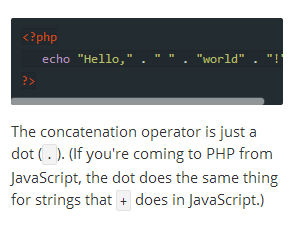 <?php
echo "Hello," . " " . "world" . "!"
?>
The concatenation operator is just a
dot (.). (If you're coming to PHP from
JavaScript, the dot does the same thing
for strings that + does in JavaScript.)